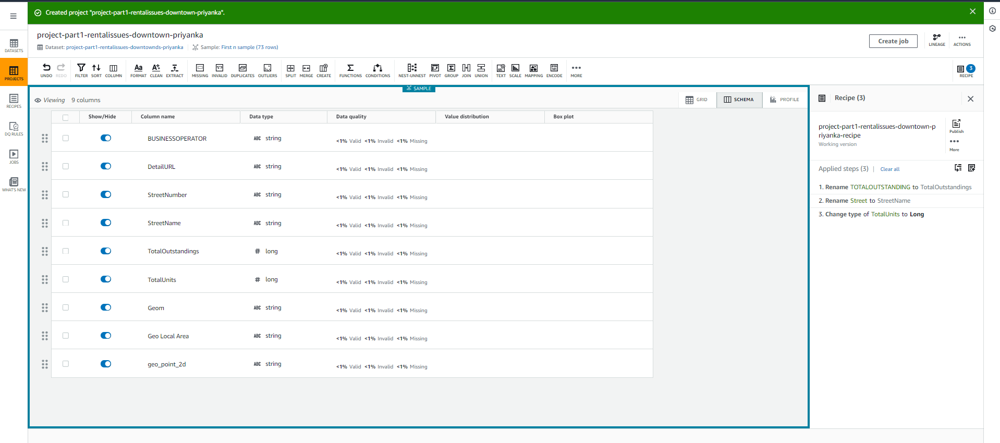 Created project "project-part1-rentalissues-downtown-priyanka".
project-part1-rentalissues-downtown-priyanka
Dataset: project-part1-rentalissues-downtownds-priyanka
Sample: First n sample (73 rows)
Create job
LINEAGE
ACTIONS
DATASETS
PROJECTS
RECIPES
DQ RULES
JOBS
WHAT'S NEW
UNDO REDO FILTER SORT COLUMN FORMAT CLEAN EXTRACT MISSING INVALID DUPLICATES OUTLIERS SPLIT MERGE CREATE FUNCTIONS CONDITIONS NEST-UNNEST PIVOT GROUP JOIN UNION TEXT SCALE MAPPING ENCODE MORE
3
RECIPE
SAMPLE
Viewing 9 columns
GRID SCHEMA PROFILE
Show/Hide Column name Data type Data quality Value distribution Box plot
BUSINESSOPERATOR ABC string <1% Valid <1% Invalid <1% Missing
DetailURL ABC string <1% Valid <1% Invalid <1% Missing
StreetNumber ABC string <1% Valid <1% Invalid <1% Missing
StreetName ABC string <1% Valid <1% Invalid <1% Missing
TotalOutstandings # long <1% Valid <1% Invalid <1% Missing
TotalUnits # long <1% Valid <1% Invalid <1% Missing
Geom ABC string <1% Valid <1% Invalid <1% Missing
Geo Local Area ABC string <1% Valid <1% Invalid <1% Missing
geo_point_2d ABC string <1% Valid <1% Invalid <1% Missing
Recipe (3)
project-part1-rentalissues-downtown-p
riyanka-recipe
Working version
Publish
More
Applied steps (3) | Clear all
1. Rename TOTALOUTSTANDING to TotalOutstandings
2. Rename Street to StreetName
3. Change type of TotalUnits to Long